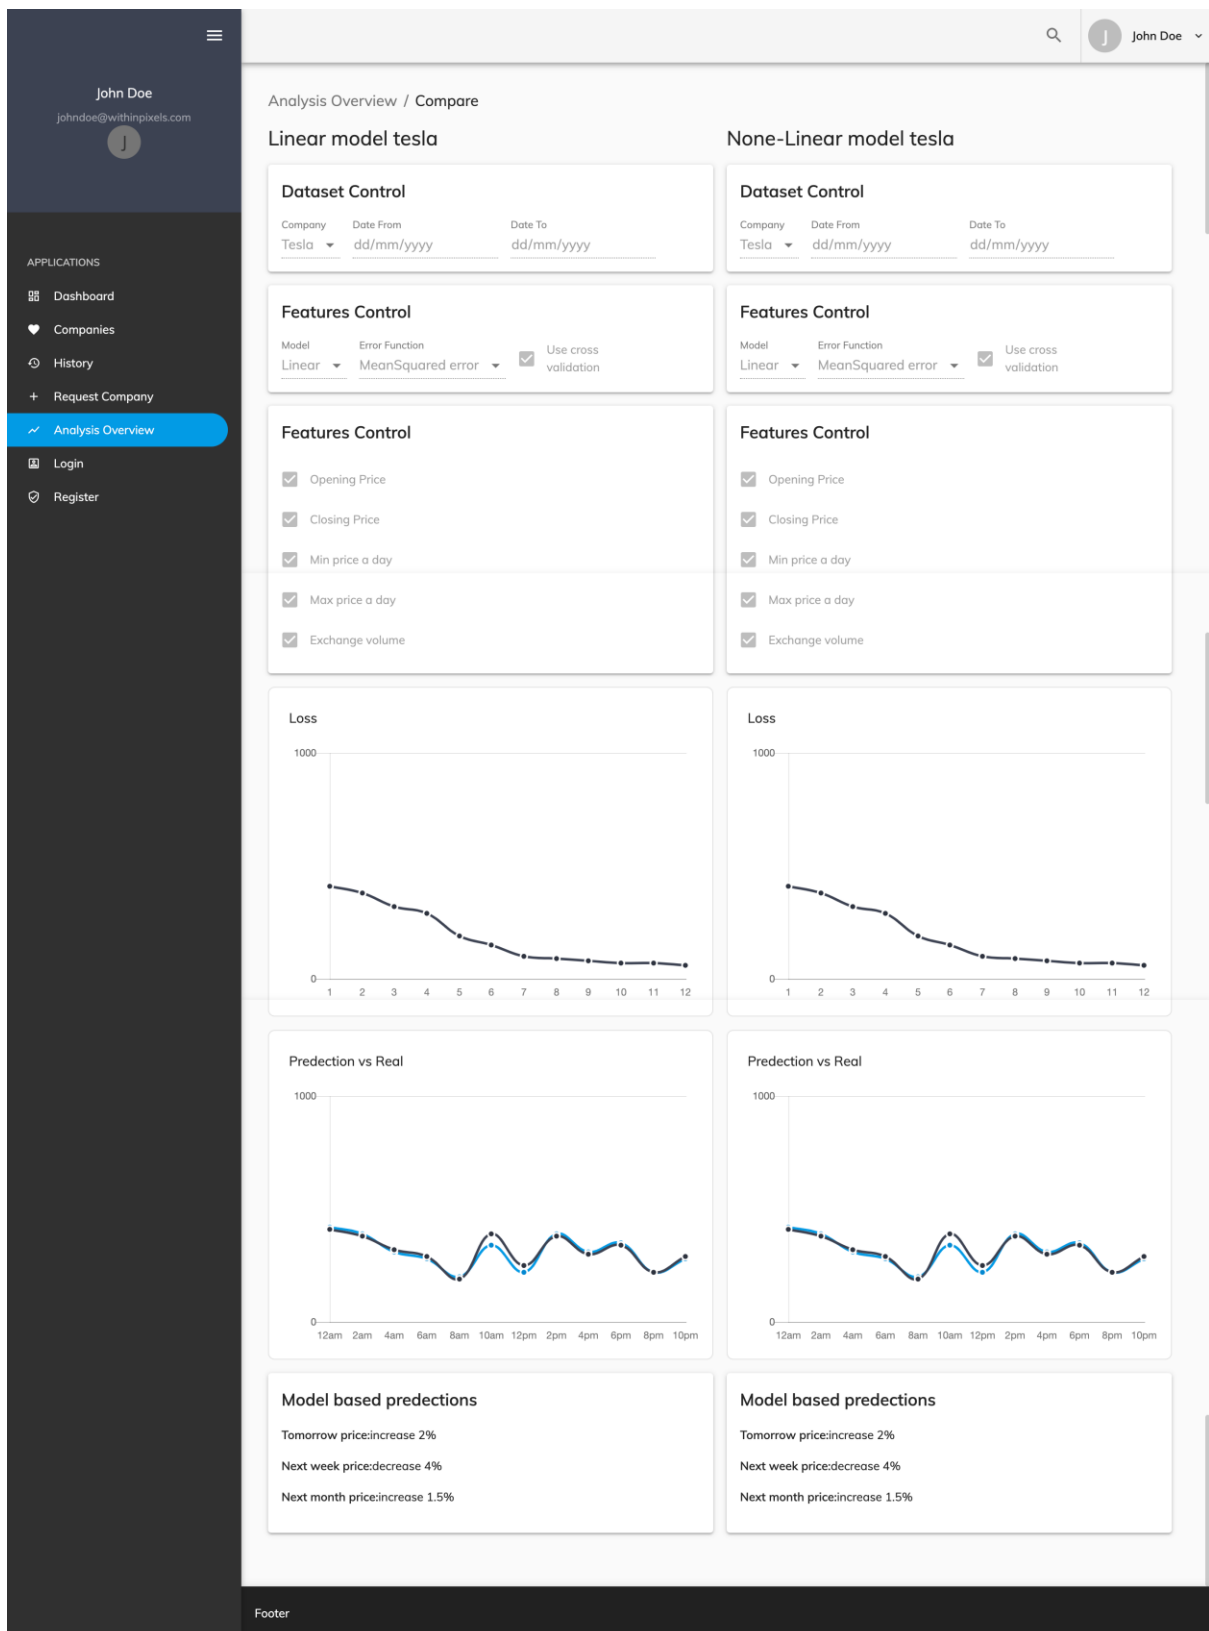 John Doe
johndoe@withinpixels.com
J
APPLICATIONS
Dashboard
Companies
History
Request Company
Analysis Overview
Login
Register
J John Doe
Analysis Overview / Compare
Linear model tesla
Dataset Control
Company Date From Date To
Tesla dd/mm/yyyy dd/mm/yyyy
Features Control
Model Error Function
Linear MeanSquared error Use cross
validation
Features Control
Opening Price
Closing Price
Min price a day
Max price a day
Exchange volume
Loss
1000
0
1 2 3 4 5 6 7 8 9 10 11 12
Predection vs Real
1000
0
12am 2am 4am 6am 8am 10am 12pm 2pm 4pm 6pm 8pm 10pm
Model based predections
Tomorrow price:increase 2%
Next week price:decrease 4%
Next month price:increase 1.5%
None-Linear model tesla
Dataset Control
Company Date From Date To
Tesla dd/mm/yyyy dd/mm/yyyy
Features Control
Model Error Function
Linear MeanSquared error Use cross
validation
Features Control
Opening Price
Closing Price
Min price a day
Max price a day
Exchange volume
Loss
1000
0
1 2 3 4 5 6 7 8 9 10 11 12
Predection vs Real
1000
0
12am 2am 4am 6am 8am 10am 12pm 2pm 4pm 6pm 8pm 10pm
Model based predections
Tomorrow price:increase 2%
Next week price:decrease 4%
Next month price:increase 1.5%
Footer